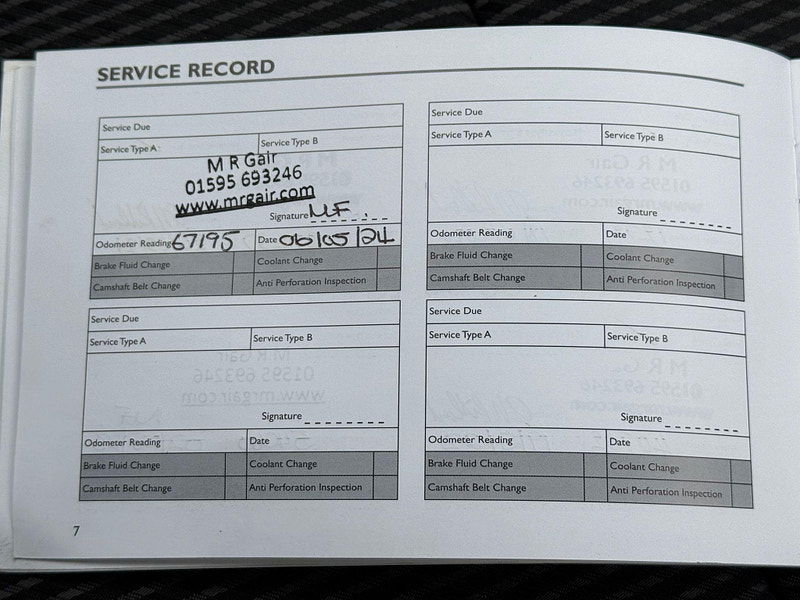 SERVICE RECORD
Service Due
Service Type A
Service Type B
M R Gair
01595 693246
www.mrgair.com
Signature MF.
Odometer Reading 67195
Date 06/05/24
Brake Fluid Change
Coolant Change
Camshaft Belt Change
Anti Perforation Inspection
Service Due
Service Type A
Service Type B
Signature
Odometer Reading
Date
Brake Fluid Change
Coolant Change
Camshaft Belt Change
Anti Perforation Inspection
Service Due
Service Type A
Service Type B
Signature
Odometer Reading
Date
Brake Fluid Change
Coolant Change
Camshaft Belt Change
Anti Perforation Inspection
Service Due
Service Type A
Service Type B
Signature
Odometer Reading
Date
Brake Fluid Change
Coolant Change
Camshaft Belt Change
Anti Perforation Inspection
7